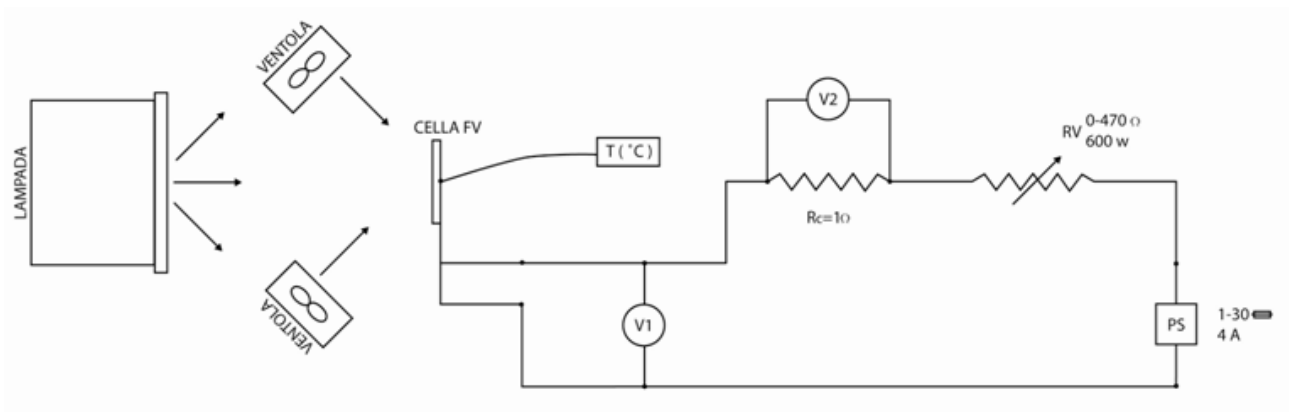 LAMPADA
VENTOLA
VENTOLA
CELLA FV
T (˚C)
V1
V2
Rc=1Ω
RV 0-470 Ω
600 w
PS
1-30
4 A